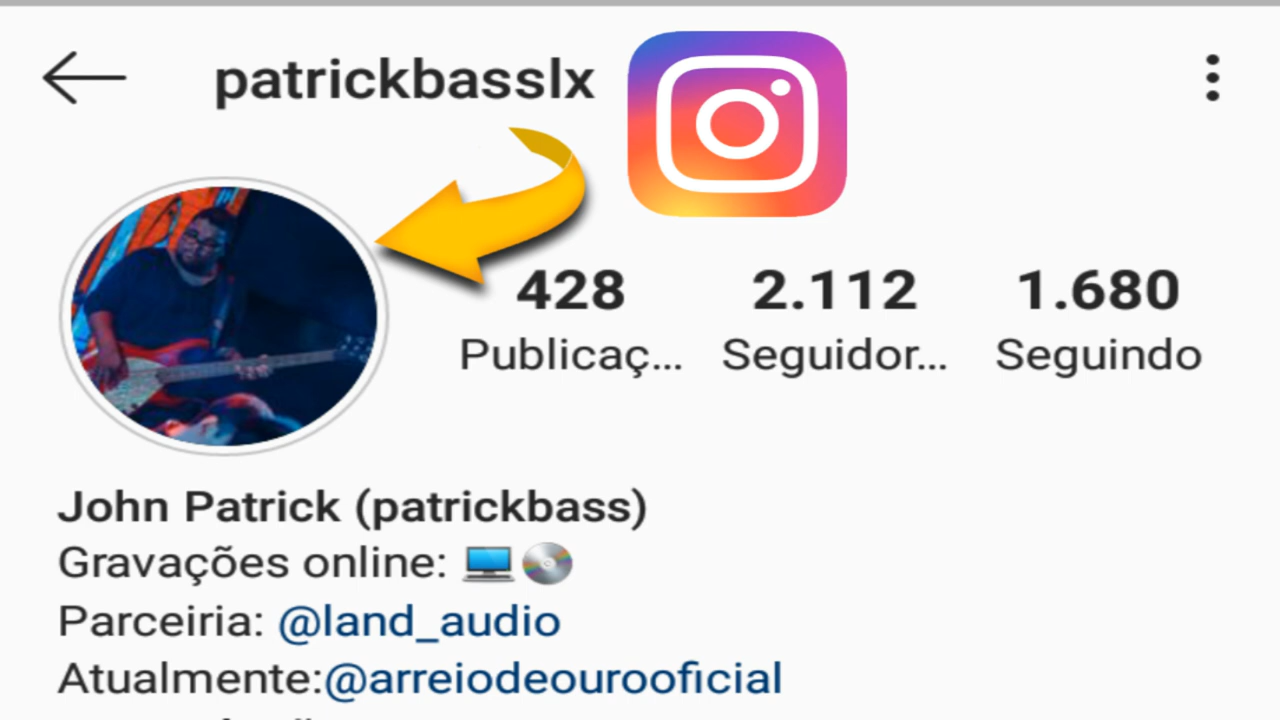 patrickbasslx
428 2.112 1.680
Publicaç... Seguidor... Seguindo
John Patrick (patrickbass)
Gravações online:
Parceiria: @land_audio
Atualmente:@arreiodeourooficial